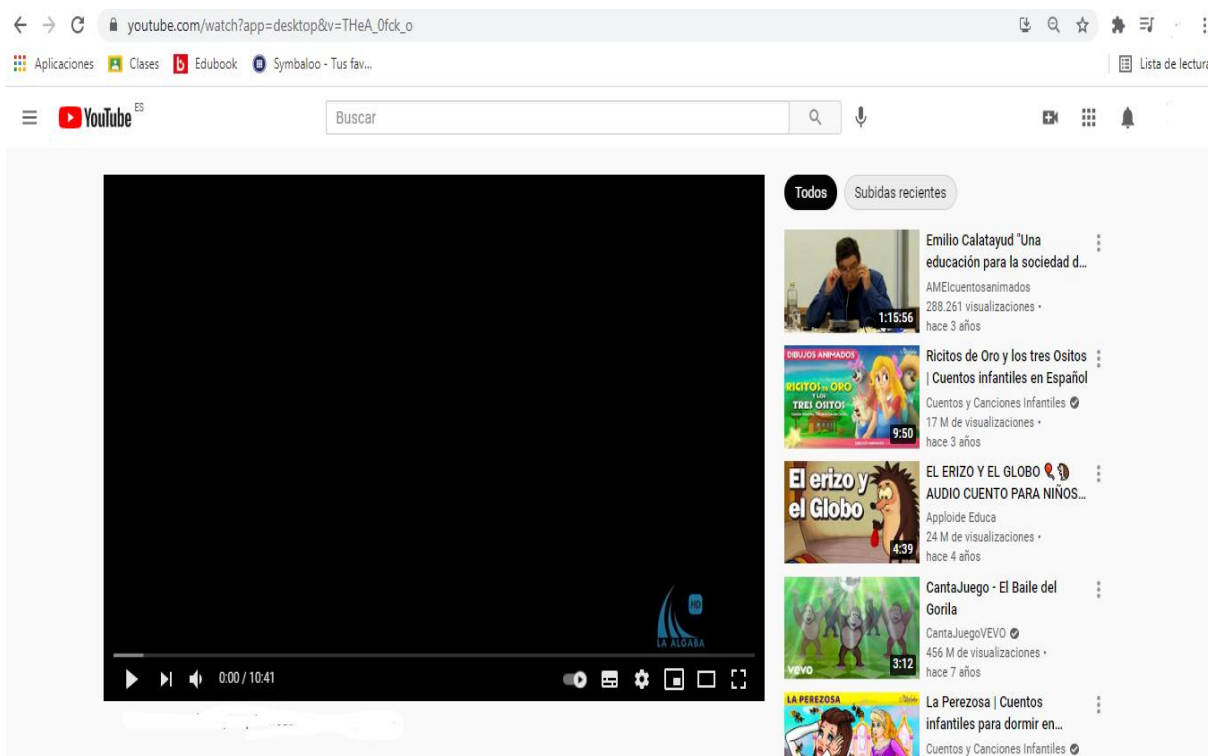 youtube.com/watch?app=desktop&v=THeA_0fck_o
Aplicaciones Clases Edubook Symbaloo - Tus fav... Lista de lectura
YouTube ES Buscar
Todos Subidas recientes
Emilio Calatayud "Una
educación para la sociedad d...
AMEIcuentosanimados
288.261 visualizaciones •
1:15:56
hace 3 años
DIBUJOS ANIMADOS
RICITOS DE ORO
Y LOS
TRES OSITOS
9:50
Ricitos de Oro y los tres Ositos
| Cuentos infantiles en Español
Cuentos y Canciones Infantiles
17 M de visualizaciones •
hace 3 años
El erizo y
el Globo
4:39
EL ERIZO Y EL GLOBO 🎈🦔
AUDIO CUENTO PARA NIÑOS...
Apploide Educa
24 M de visualizaciones •
hace 4 años
vevo
3:12
CantaJuego - El Baile del
Gorila
CantaJuegoVEVO
456 M de visualizaciones •
hace 7 años
LA PEREZOSA
La Perezosa | Cuentos
infantiles para dormir en...
Cuentos y Canciones Infantiles
HD
LA ALGABA
0:00 / 10:41